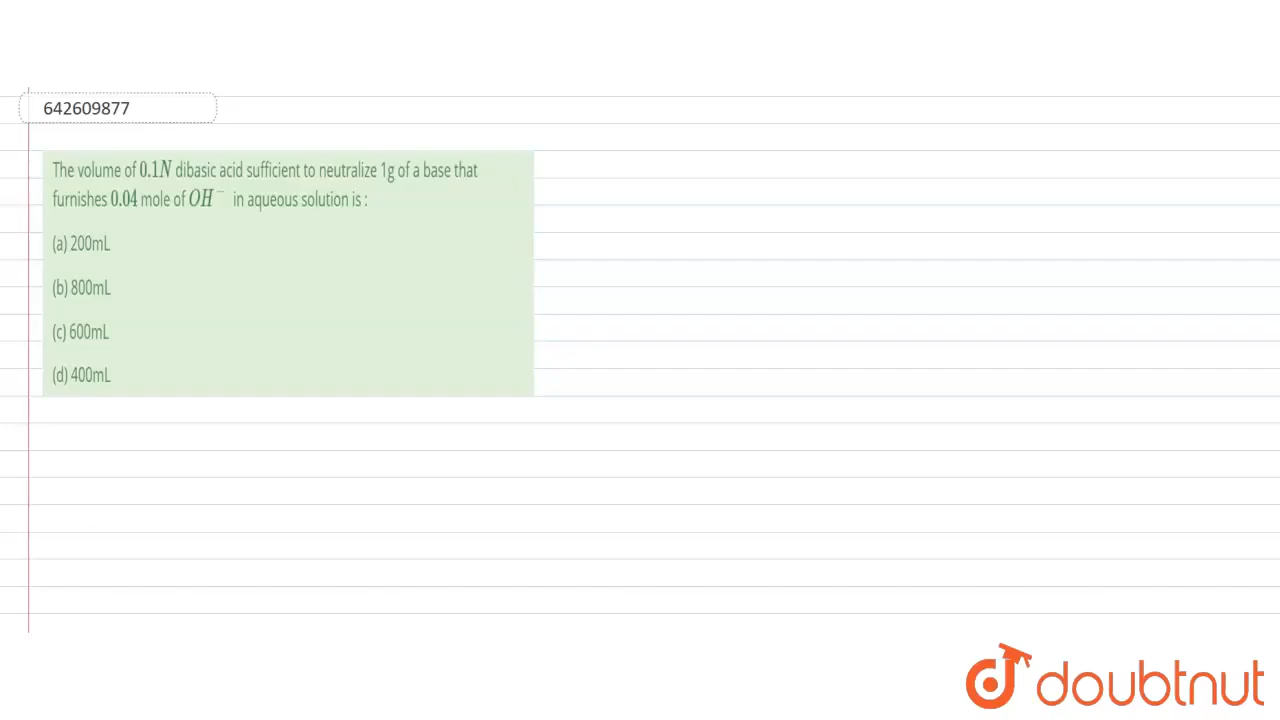 642609877
The volume of 0.1N dibasic acid sufficient to neutralize 1g of a base that
furnishes 0.04 mole of OH⁻ in aqueous solution is :
(a) 200mL
(b) 800mL
(c) 600mL
(d) 400mL
doubtnut